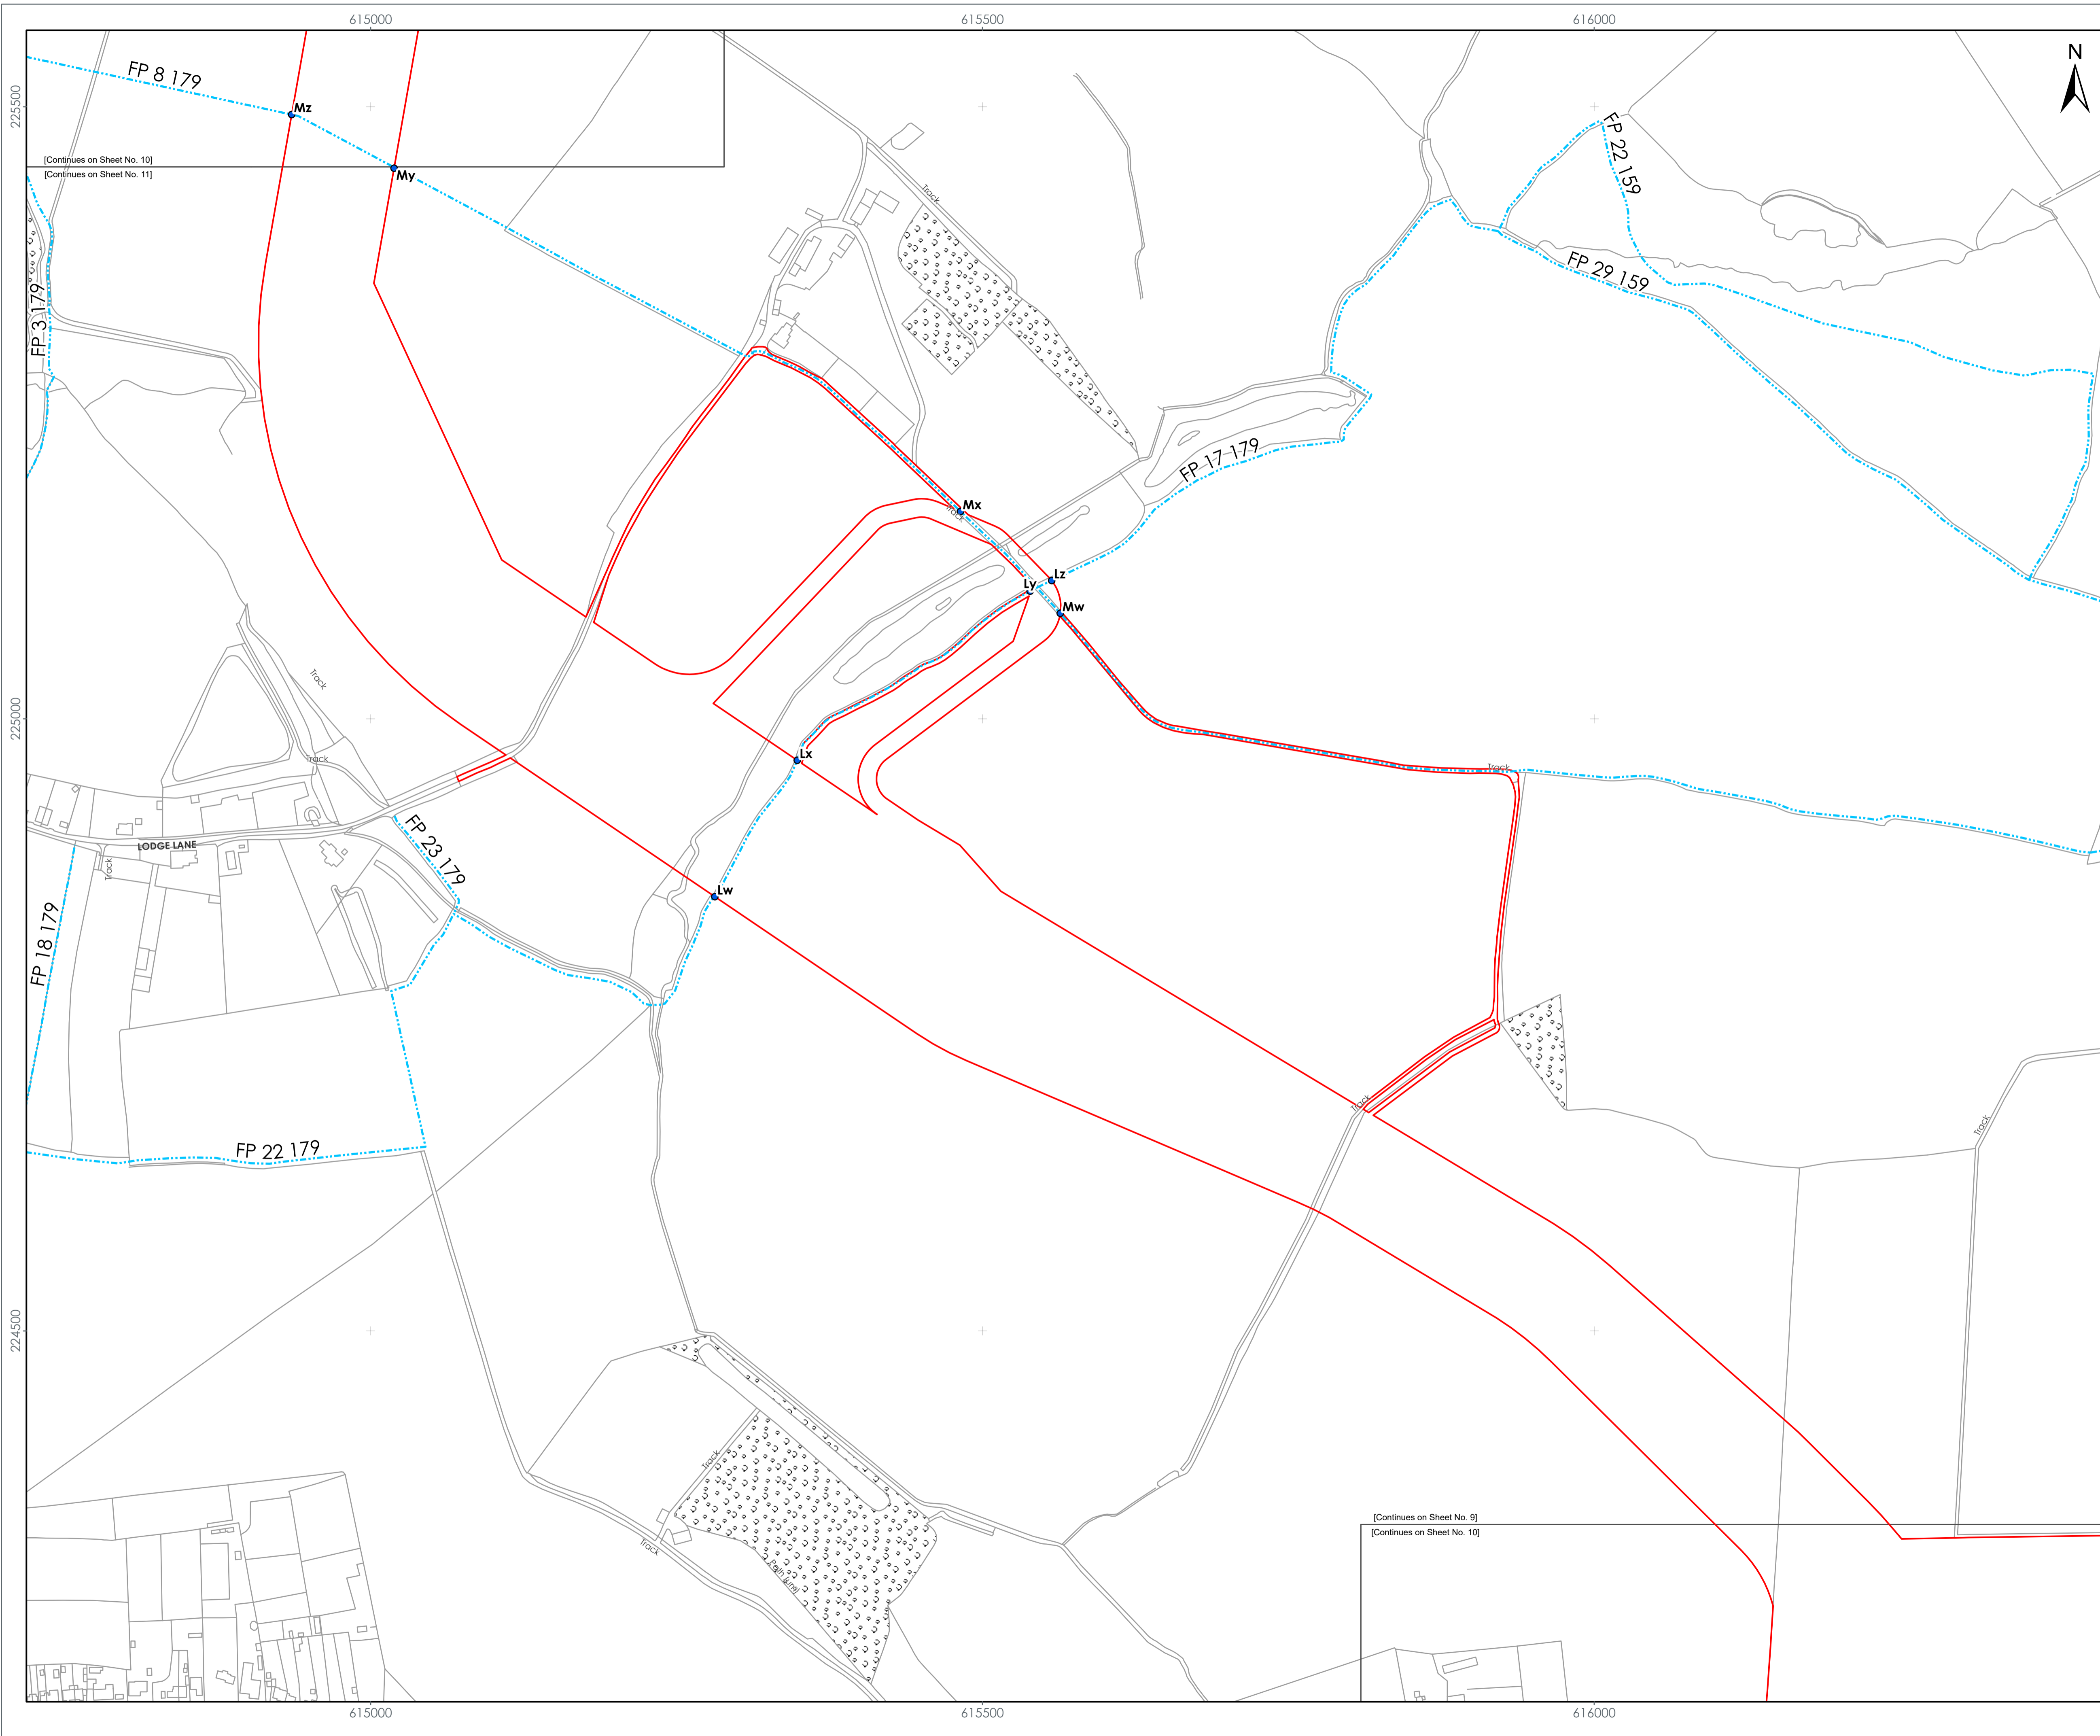 615000
615500
616000
N
FP 8 179
Mz
225500
FP 22 159
[Continues on Sheet No. 10]
[Continues on Sheet No. 11]
My
Track
FP 29 159
FP 3 179
FP 17 179
Mx
Track
Lz
Ly
Mw
Track
225000
Lx
Track
Track
FP 23 179
LODGE LANE
Track
Lw
FP 18 179
Track
Track
FP 22 179
224500
Track
[Continues on Sheet No. 9]
[Continues on Sheet No. 10]
Track
Path (um)
615000
615500
616000